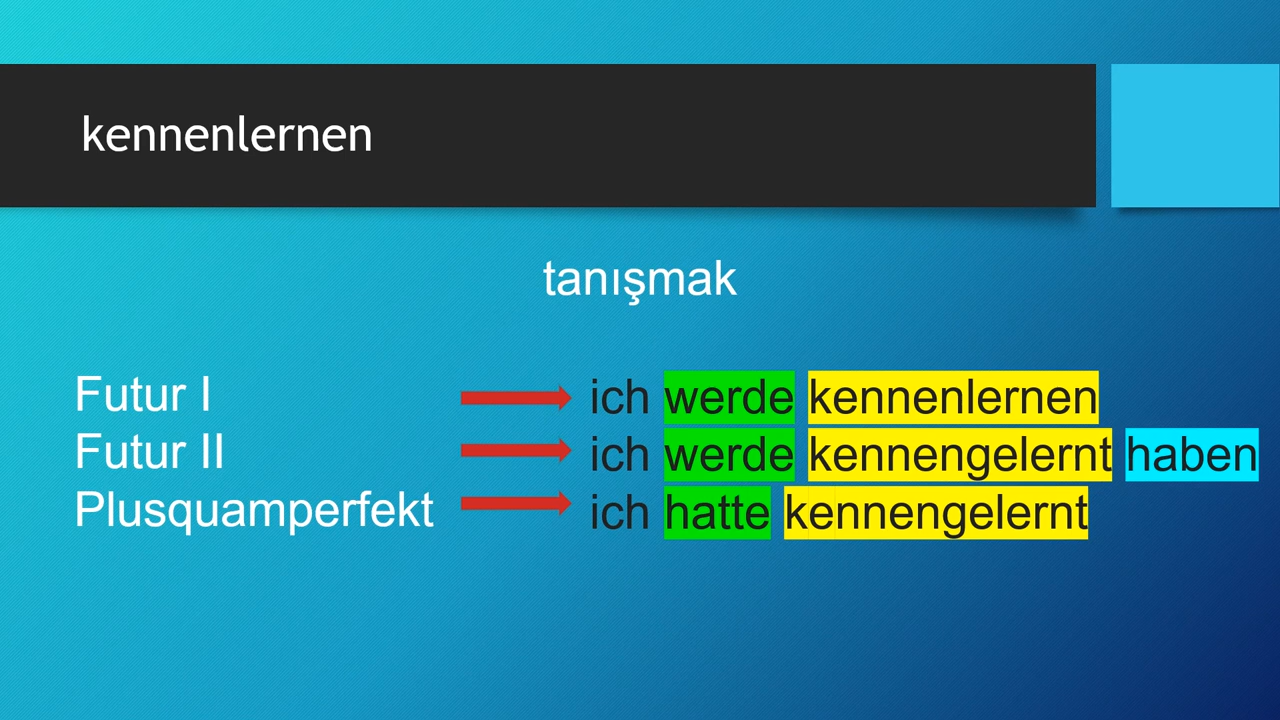 kennenlernen
tanışmak
Futur I ich werde kennenlernen
Futur II ich werde kennengelernt haben
Plusquamperfekt ich hatte kennengelernt